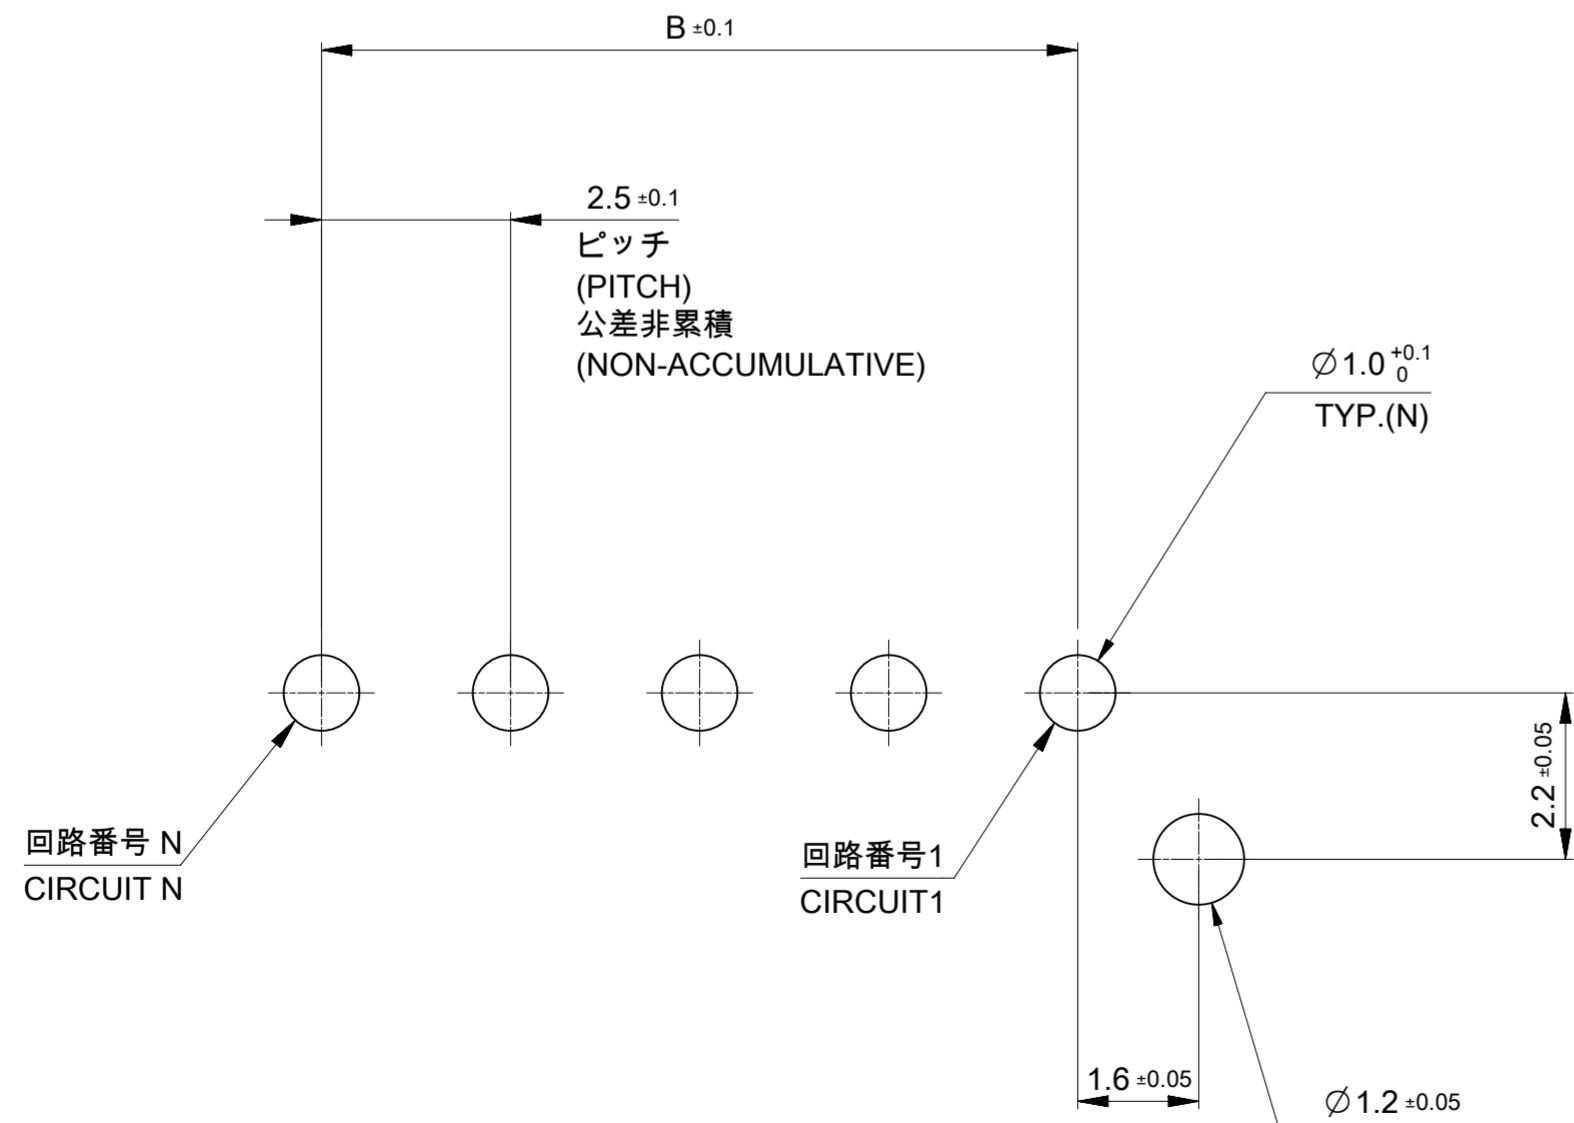 B ±0.1
2.5 ±0.1
ピッチ
(PITCH)
公差非累積
(NON-ACCUMULATIVE)
∅1.0 +0.1 0
TYP.(N)
2.2 ±0.05
回路番号 N
CIRCUIT N
回路番号1
CIRCUIT1
1.6 ±0.05
∅1.2 ±0.05